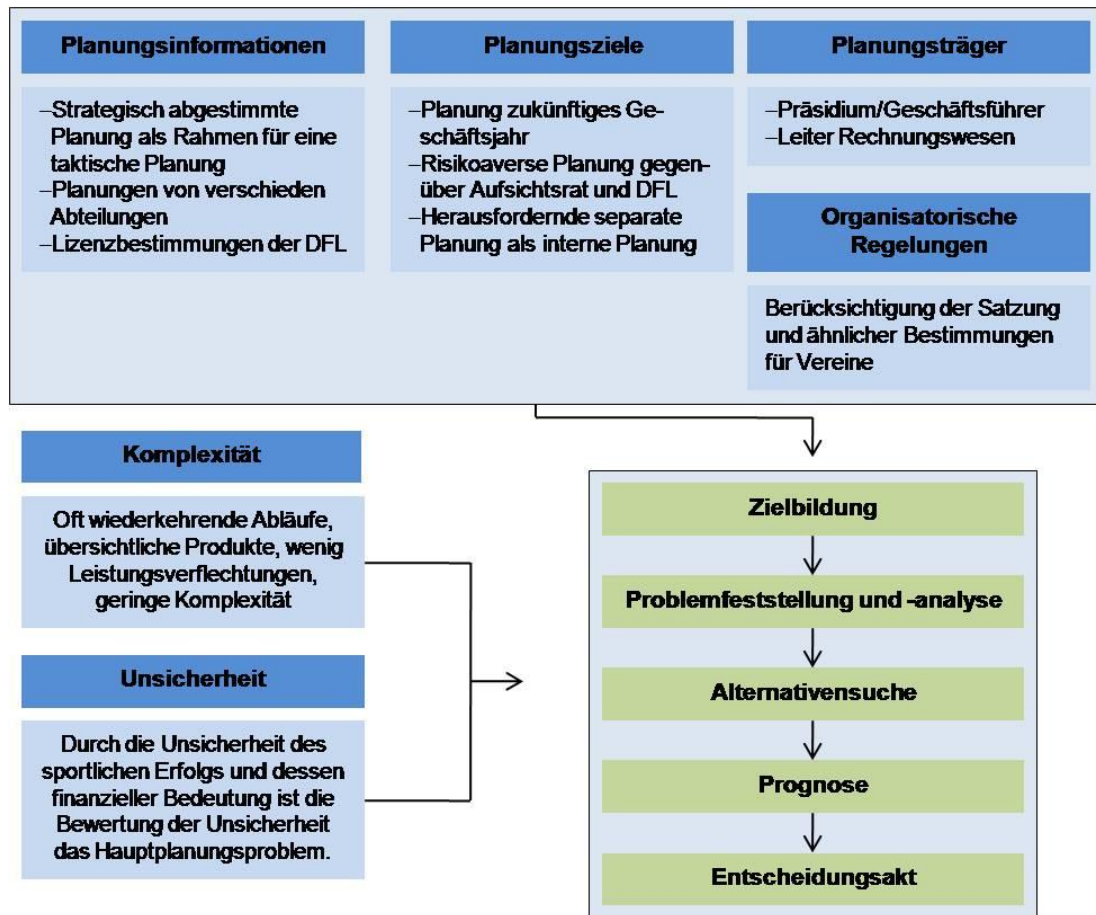 Planungsinformationen
–Strategisch abgestimmte
Planung als Rahmen für eine
taktische Planung
–Planungen von verschieden
Abteilungen
–Lizenzbestimmungen der DFL
Planungsziele
–Planung zukünftiges Ge-
schäftsjahr
–Risikoaverse Planung gegen-
über Aufsichtsrat und DFL
–Herausfordernde separate
Planung als interne Planung
Planungsträger
–Präsidium/Geschäftsführer
–Leiter Rechnungswesen
Organisatorische
Regelungen
Berücksichtigung der Satzung
und ähnlicher Bestimmungen
für Vereine
Komplexität
Oft wiederkehrende Abläufe,
übersichtliche Produkte, wenig
Leistungsverflechtungen,
geringe Komplexität
Unsicherheit
Durch die Unsicherheit des
sportlichen Erfolgs und dessen
finanzieller Bedeutung ist die
Bewertung der Unsicherheit
das Hauptplanungsproblem.
Zielbildung
Problemfeststellung und -analyse
Alternativensuche
Prognose
Entscheidungsakt